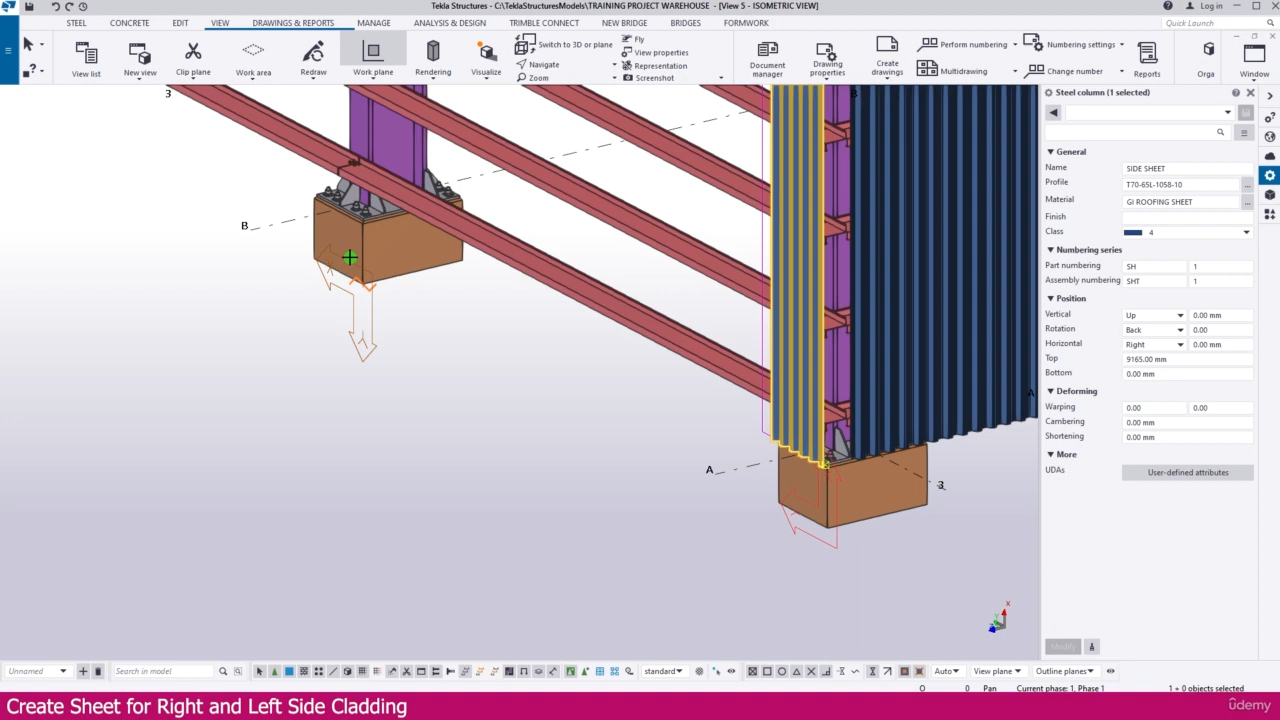 Tekla Structures - C:\TeklaStructuresModels\TRAINING PROJECT WAREHOUSE - [View 5 - ISOMETRIC VIEW]
Log in
STEEL CONCRETE EDIT VIEW DRAWINGS & REPORTS MANAGE ANALYSIS & DESIGN TRIMBLE CONNECT NEW BRIDGE BRIDGES FORMWORK
Quick Launch
View list
New view
Clip plane
Work area
Redraw
Work plane
Rendering
Visualize
Switch to 3D or plane
Navigate
Zoom
Fly
View properties
Representation
Screenshot
Document manager
Drawing properties
Create drawings
Perform numbering
Multidrawing
Numbering settings
Change number
Reports
Orga
Window
Steel column (1 selected)
General
Name SIDE SHEET
Profile T70-65L-1058-10 ...
Material GI ROOFING SHEET ...
Finish
Class 4
Numbering series
Part numbering SH 1
Assembly numbering SHT 1
Position
Vertical Up 0.00 mm
Rotation Back 0.00
Horizontal Right 0.00 mm
Top 9165.00 mm
Bottom 0.00 mm
Deforming
Warping 0.00 0.00
Cambering 0.00 mm
Shortening 0.00 mm
More
UDAs User-defined attributes
Modify
3
B
B
A
A
3
x
Unnamed
Search in model
standard
Auto
View plane
Outline planes
O 0 Pan Current phase: 1, Phase 1 1 + 0 objects selected
Create Sheet for Right and Left Side Cladding
ûdemy